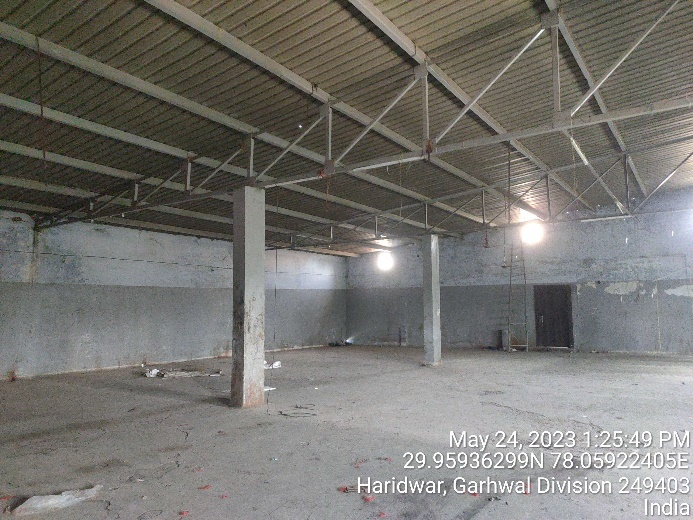 May 24, 2023 1:25:49 PM
29.95936299N 78.05922405E
Haridwar, Garhwal Division 249403
India